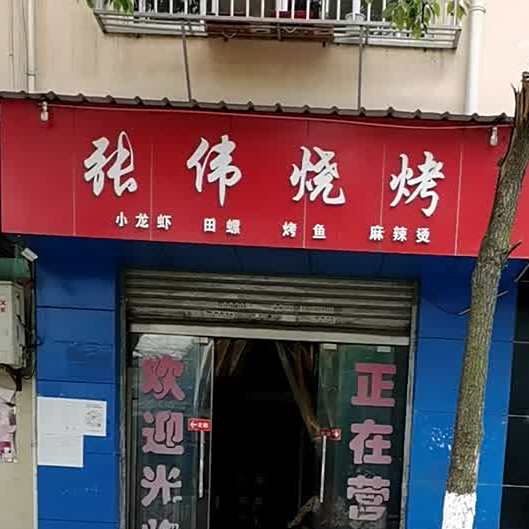 张伟烧烤
小龙虾 田螺 烤鱼 麻辣烫
欢迎光
正在营